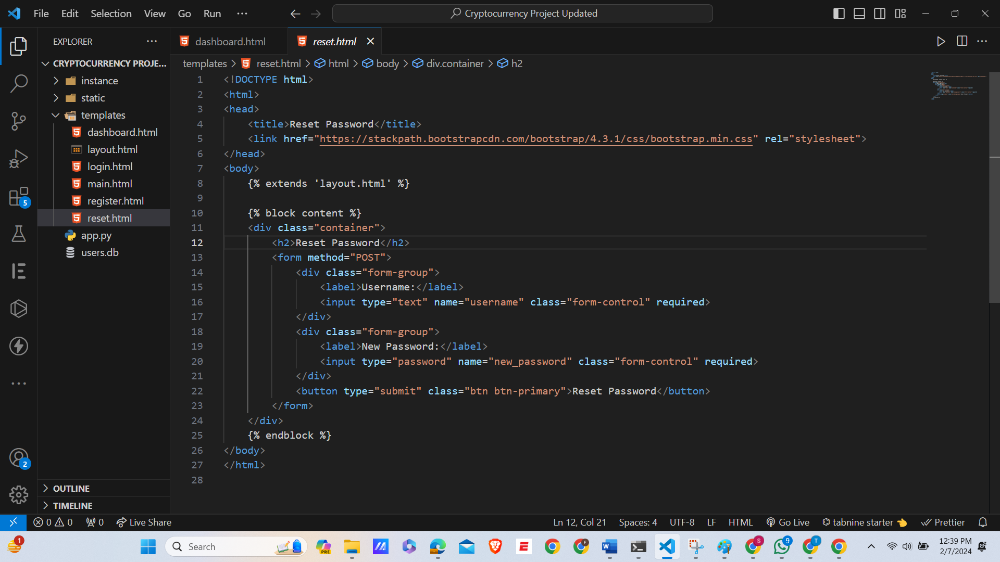 File Edit Selection View Go Run ···
Cryptocurrency Project Updated
EXPLORER
dashboard.html
reset.html
CRYPTOCURRENCY PROJE...
instance
static
templates
dashboard.html
layout.html
login.html
main.html
register.html
reset.html
app.py
users.db
OUTLINE
TIMELINE
5
2
templates > reset.html > html > body > div.container > h2
1 <!DOCTYPE html>
2 <html>
3 <head>
4 <title>Reset Password</title>
5 <link href="https://stackpath.bootstrapcdn.com/bootstrap/4.3.1/css/bootstrap.min.css" rel="stylesheet">
6 </head>
7 <body>
8 {% extends 'layout.html' %}
9
10 {% block content %}
11 <div class="container">
12 <h2>Reset Password</h2>
13 <form method="POST">
14 <div class="form-group">
15 <label>Username:</label>
16 <input type="text" name="username" class="form-control" required>
17 </div>
18 <div class="form-group">
19 <label>New Password:</label>
20 <input type="password" name="new_password" class="form-control" required>
21 </div>
22 <button type="submit" class="btn btn-primary">Reset Password</button>
23 </form>
24 </div>
25 {% endblock %}
26 </body>
27 </html>
28
0 0 0 Live Share Ln 12, Col 21 Spaces: 4 UTF-8 LF HTML Go Live tabnine starter Prettier
1 Search PRE E F S 9 T 12:39 PM
2/7/2024